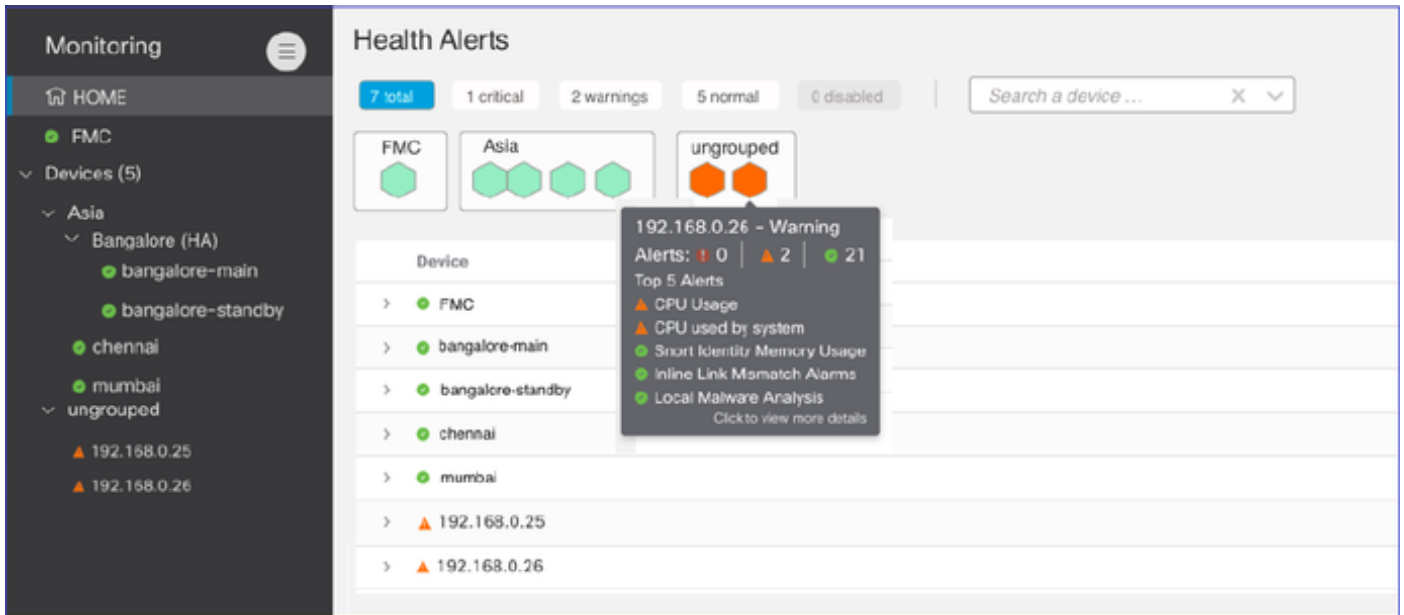 Monitoring
HOME
FMC
Devices (5)
Asia
Bangalore (HA)
bangalore-main
bangalore-standby
chennai
mumbai
ungrouped
192.168.0.25
192.168.0.26
Health Alerts
7 total
1 critical
2 warnings
5 normal
0 disabled
Search a device ...
FMC
Asia
ungrouped
192.168.0.26 - Warning
Alerts: 0 | 2 | 21
Top 5 Alerts
CPU Usage
CPU used by system
Snort Identity Memory Usage
Inline Link Mismatch Alarms
Local Malware Analysis
Click to view more details
Device
FMC
bangalore-main
bangalore-standby
chennai
mumbai
192.168.0.25
192.168.0.26